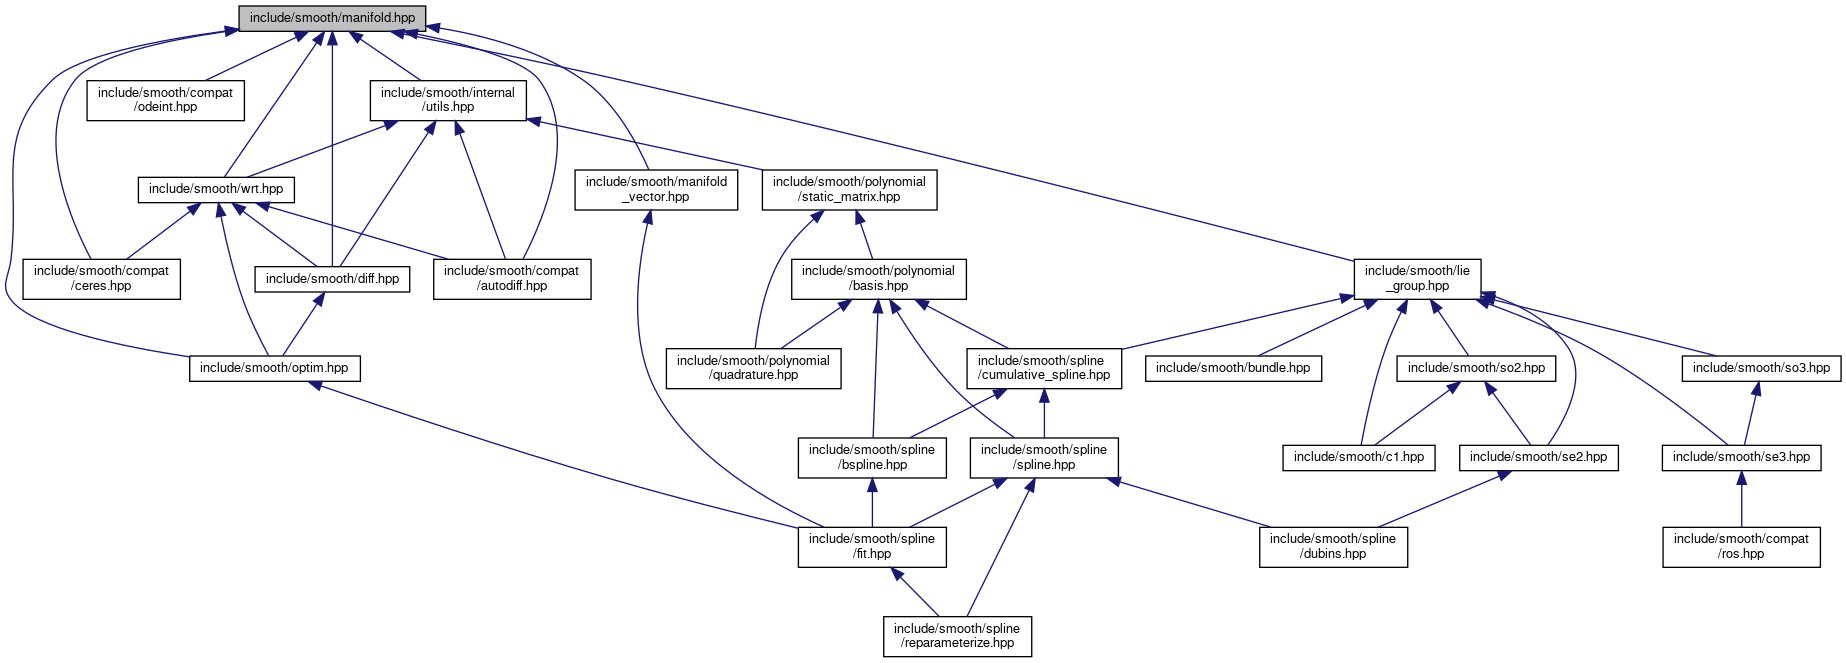 include/smooth/manifold.hpp
include/smooth/compat
/odeint.hpp
include/smooth/internal
/utils.hpp
include/smooth/wrt.hpp
include/smooth/manifold
_vector.hpp
include/smooth/polynomial
/static_matrix.hpp
include/smooth/compat
/ceres.hpp
include/smooth/diff.hpp
include/smooth/compat
/autodiff.hpp
include/smooth/polynomial
/basis.hpp
include/smooth/lie
_group.hpp
include/smooth/optim.hpp
include/smooth/polynomial
/quadrature.hpp
include/smooth/spline
/cumulative_spline.hpp
include/smooth/bundle.hpp
include/smooth/so2.hpp
include/smooth/so3.hpp
include/smooth/spline
/bspline.hpp
include/smooth/spline
/spline.hpp
include/smooth/c1.hpp
include/smooth/se2.hpp
include/smooth/se3.hpp
include/smooth/spline
/fit.hpp
include/smooth/spline
/dubins.hpp
include/smooth/compat
/ros.hpp
include/smooth/spline
/reparameterize.hpp